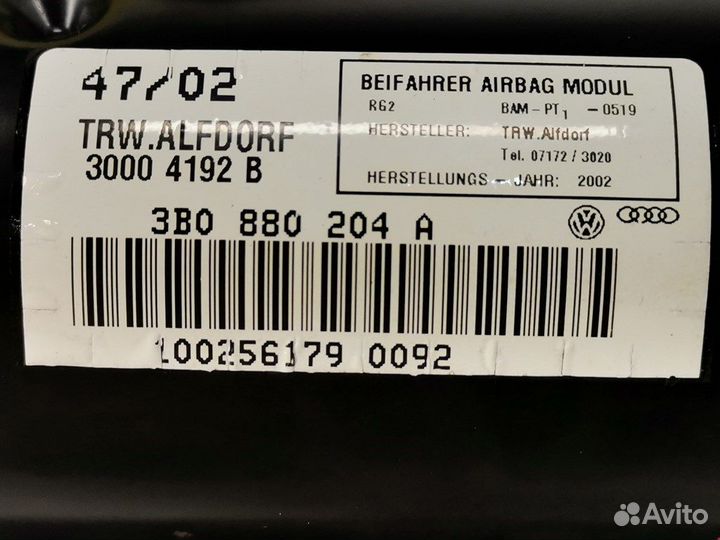 47/02
TRW.ALFDORF
3000 4192 B
BEIFAHRER AIRBAG MODUL
RG2 BAM-PT1 -0519
HERSTELLER: TRW.Alfdorf
Tel. 07172/3020
HERSTELLUNGS-JAHR: 2002
3B0 880 204 A
100256179 0092
Avito